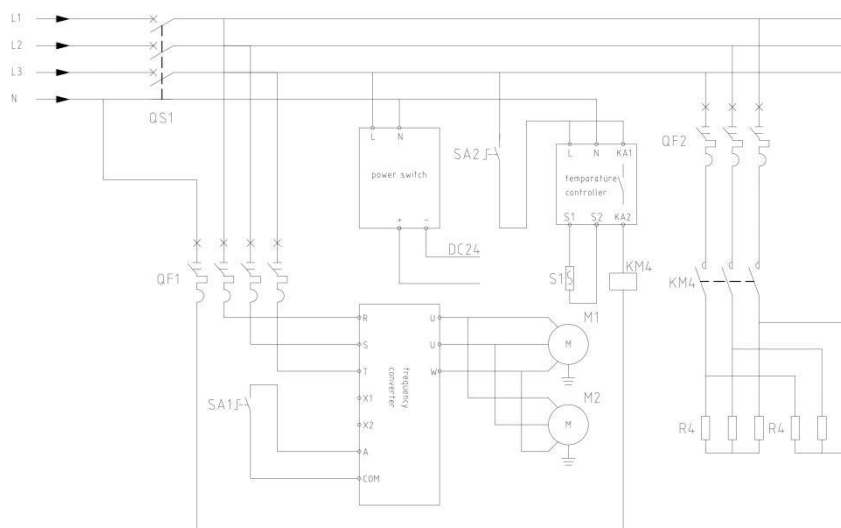 L1
L2
L3
N
QS1
L N
power switch
+ -
DC24
SA2
L N KA1
temparature
controller
S1 S2 KA2
S1
KM4
QF2
KM4
QF1
R U
S U
T W
X1
X2
A
COM
frequency
converter
SA1
M1
M
M2
M
R4 R4